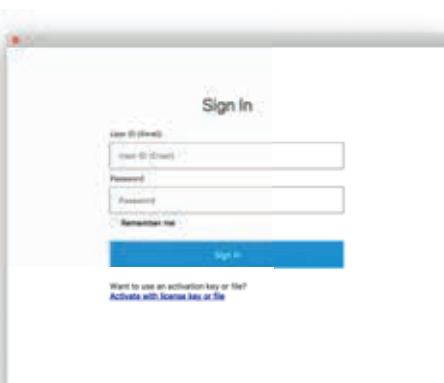 Sign In
User ID (Email)
User ID (Email)
Password
Password
Remember me
Sign In
Want to use an activation key or file?
Activate with license key or file